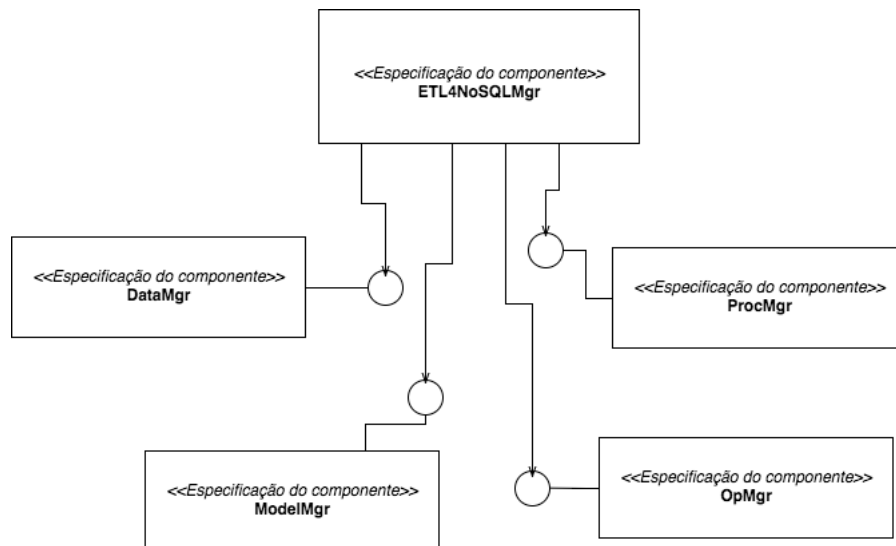 <<Especificação do componente>>
ETL4NoSQLMgr
<<Especificação do componente>>
DataMgr
<<Especificação do componente>>
ProcMgr
<<Especificação do componente>>
ModelMgr
<<Especificação do componente>>
OpMgr